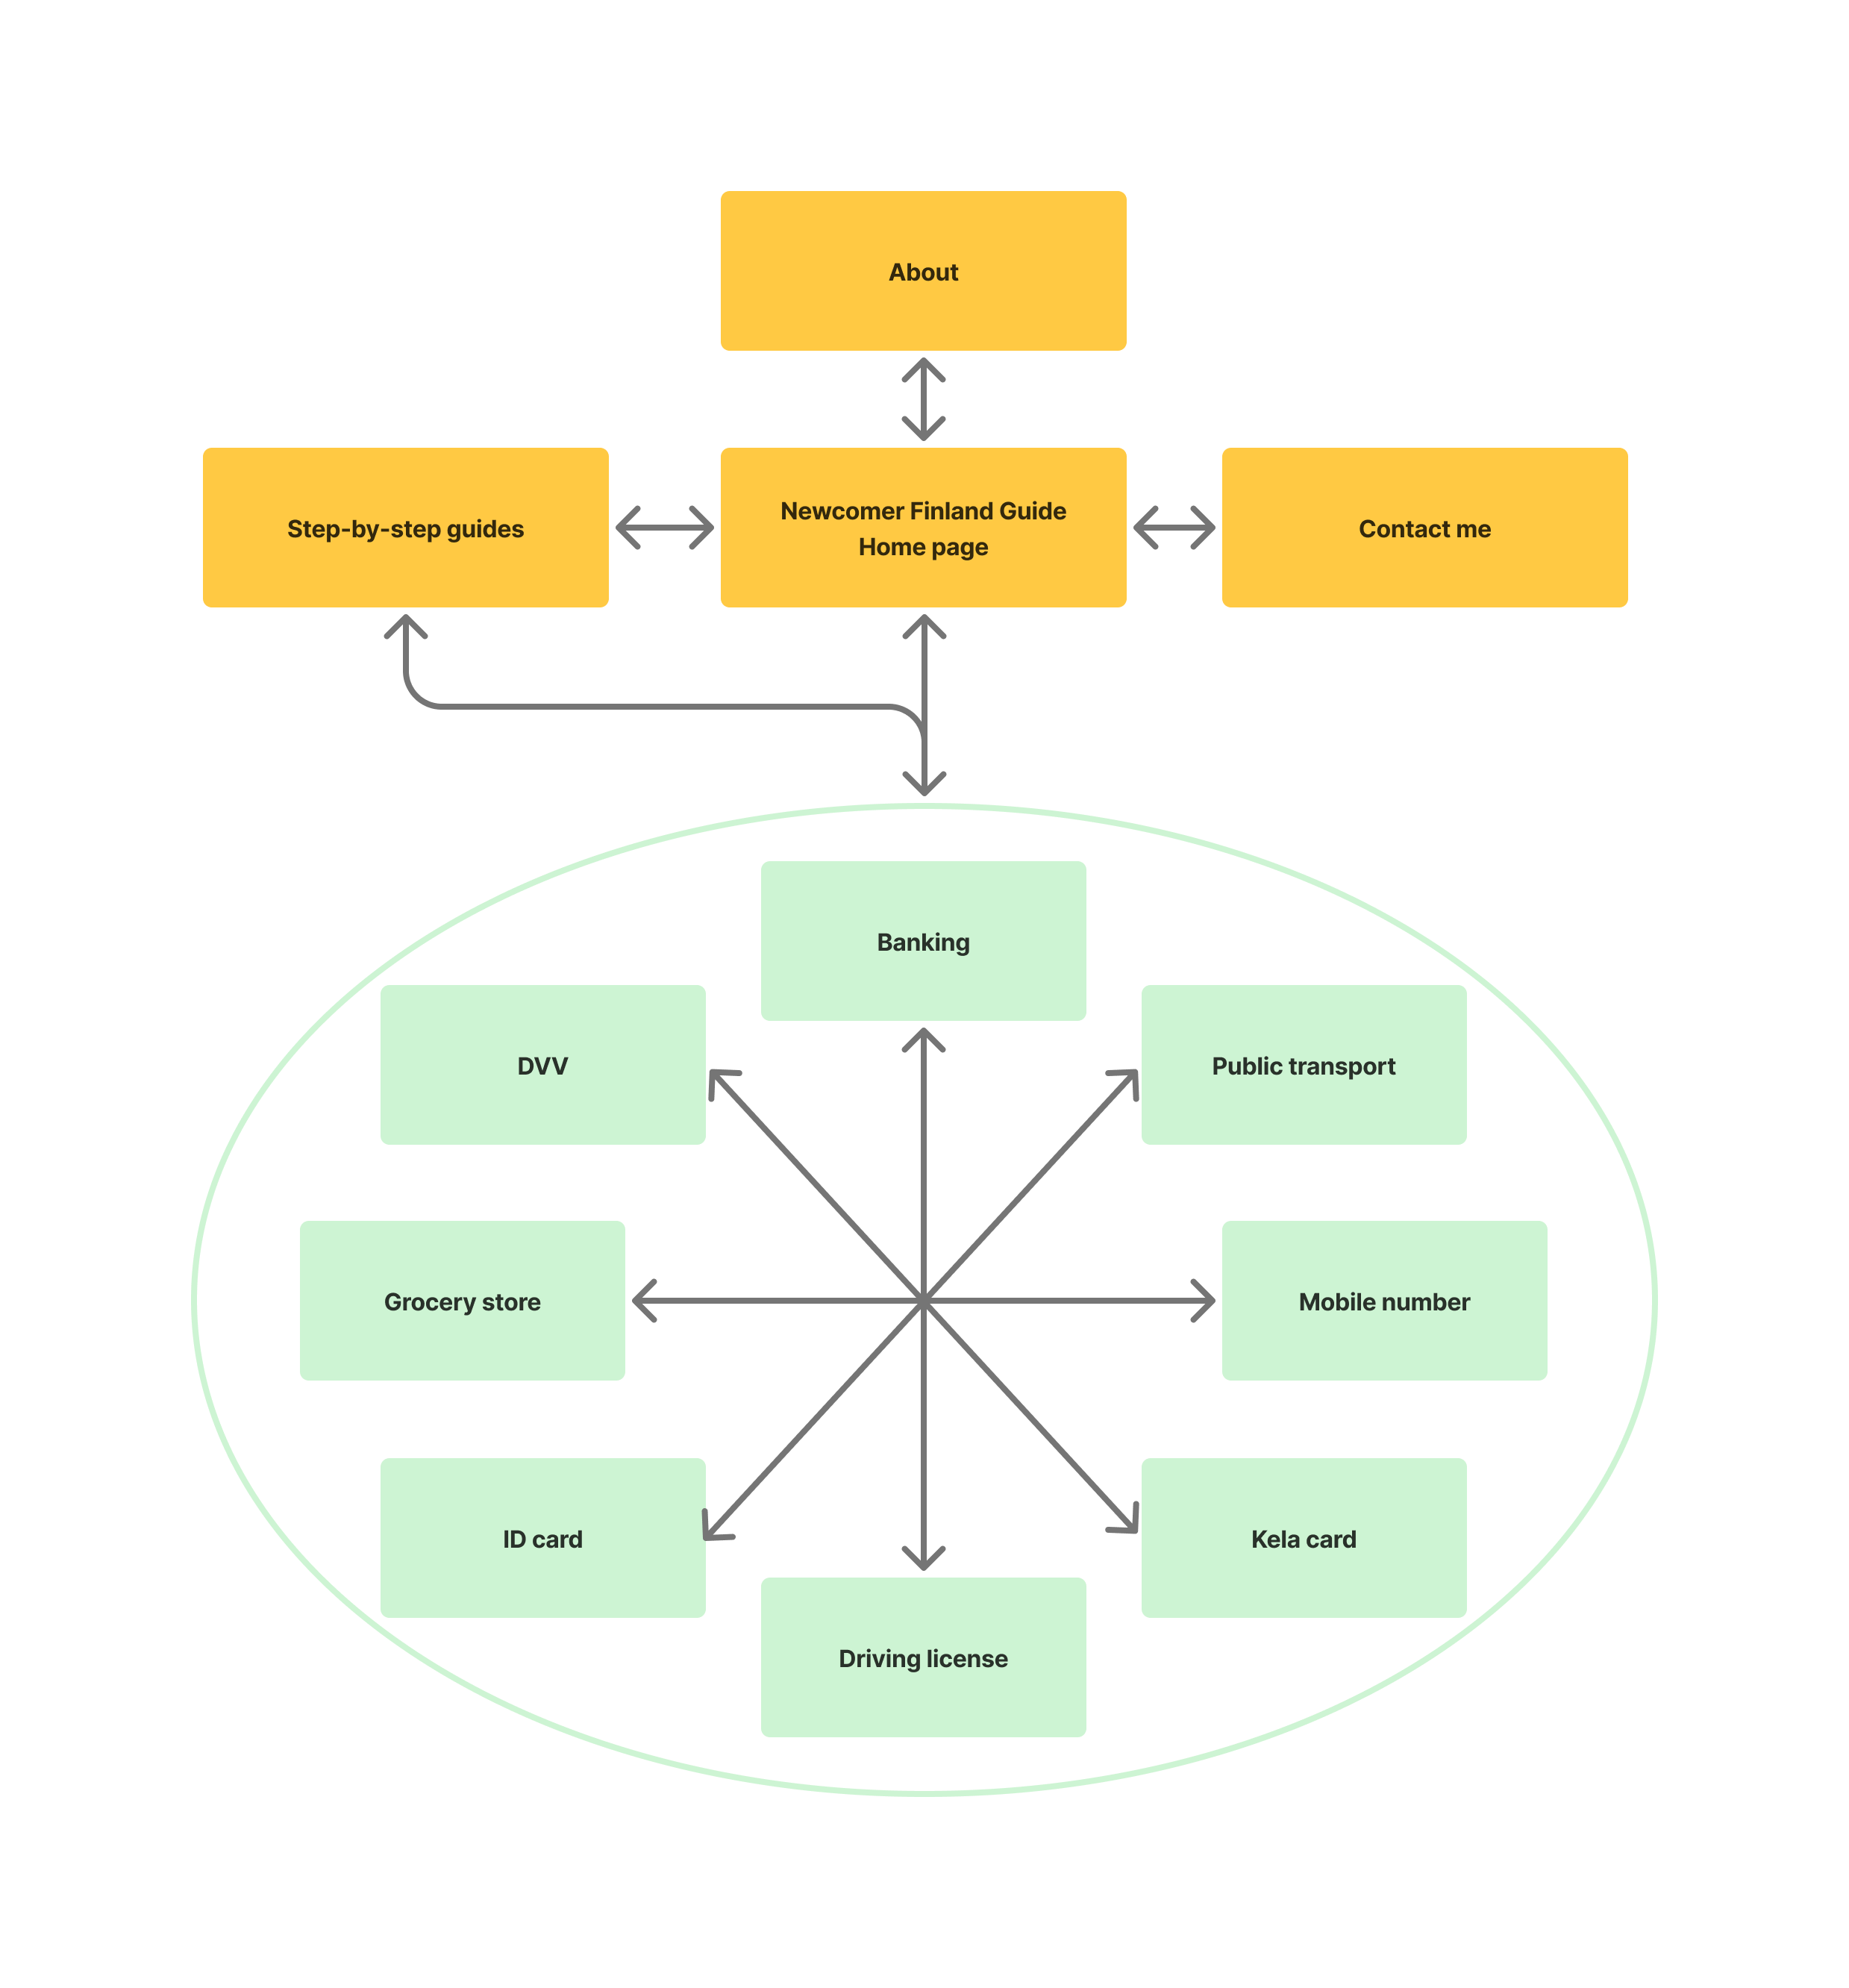 About
Step-by-step guides
Newcomer Finland Guide
Home page
Contact me
Banking
DVV
Public transport
Grocery store
Mobile number
ID card
Kela card
Driving license